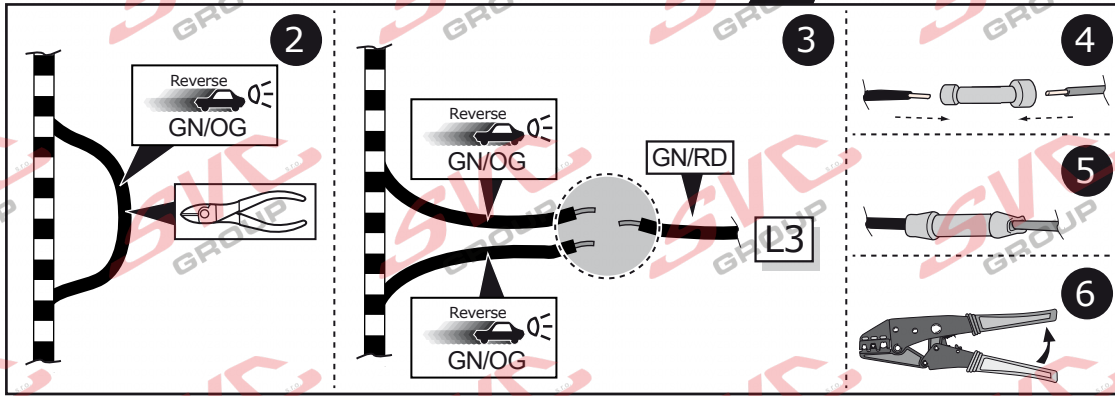 2
Reverse
GN/OG
3
Reverse
GN/OG
GN/RD
L3
Reverse
GN/OG
4
5
6
SVC
GROUP
s.r.o.